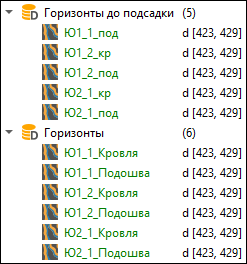 Горизонты до подсадки (5)
Ю1_1_под d [423, 429]
Ю1_2_кр d [423, 429]
Ю1_2_под d [423, 429]
Ю2_1_кр d [423, 429]
Ю2_1_под d [423, 429]
Горизонты (6)
Ю1_1_Кровля d [423, 429]
Ю1_1_Подошва d [423, 429]
Ю1_2_Кровля d [423, 429]
Ю1_2_Подошва d [423, 429]
Ю2_1_Кровля d [423, 429]
Ю2_1_Подошва d [423, 429]